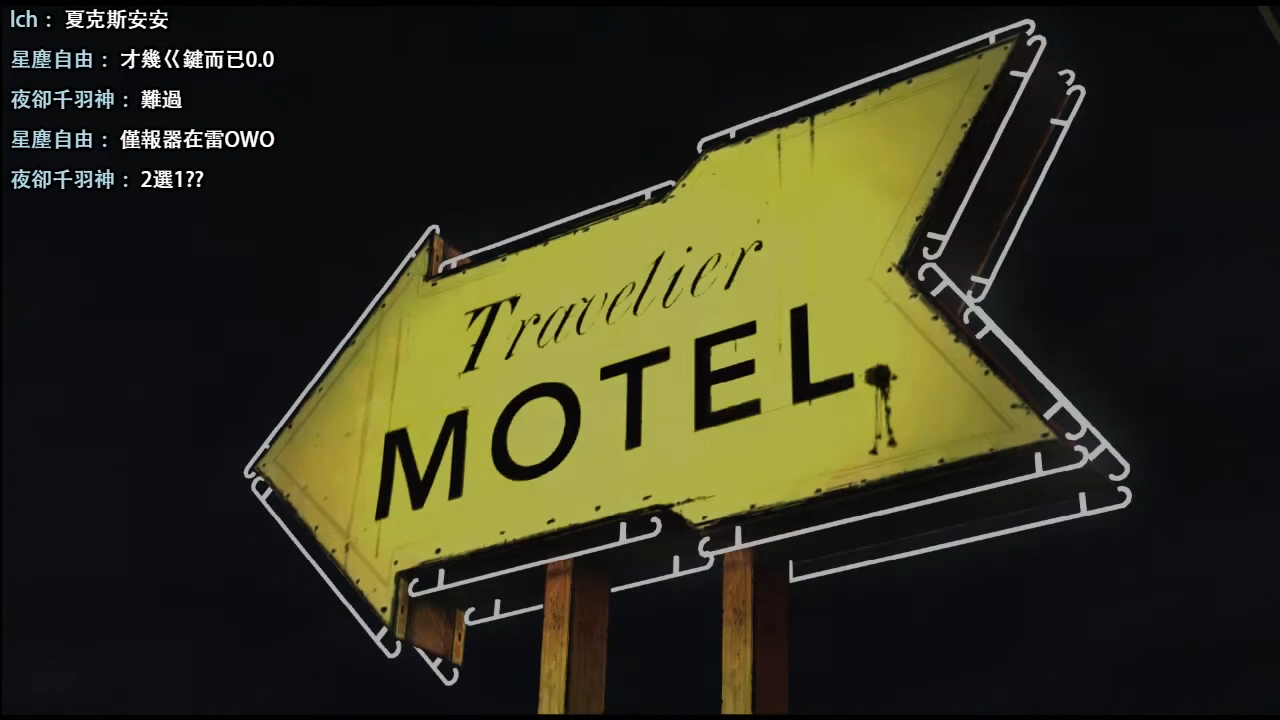 lch： 夏克斯安安
星塵自由： 才幾ㄍ鍵而已0.0
夜卻千羽神： 難過
星塵自由： 僅報器在雷OWO
夜卻千羽神： 2選1??
Travelier
MOTEL